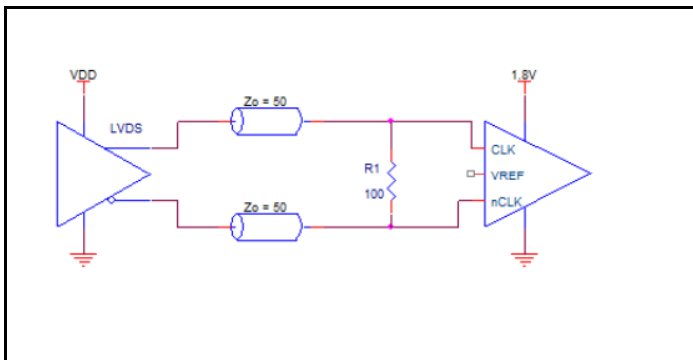 VDD
1.8V
Zo = 50
LVDS
CLK
R1
VREF
100
nCLK
Zo = 50